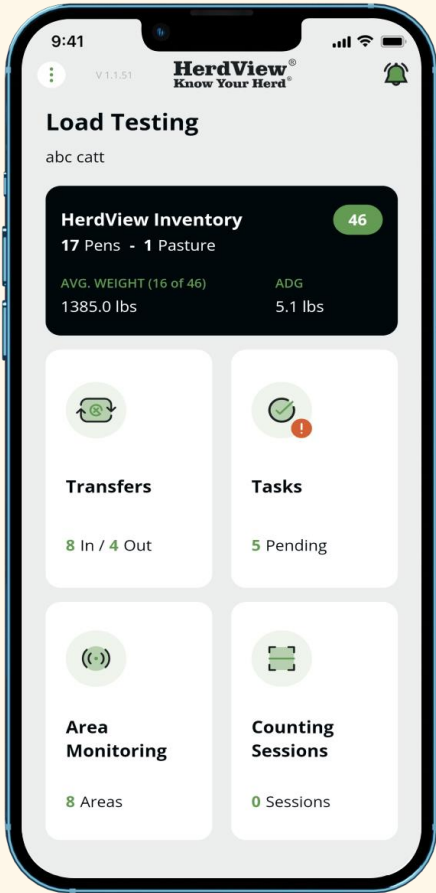 9:41
V 1.1.51
HerdView®
Know Your Herd®
Load Testing
abc catt
HerdView Inventory
46
17 Pens - 1 Pasture
AVG. WEIGHT (16 of 46)
ADG
1385.0 lbs
5.1 lbs
Transfers
8 In / 4 Out
Tasks
5 Pending
Area
Monitoring
8 Areas
Counting
Sessions
0 Sessions